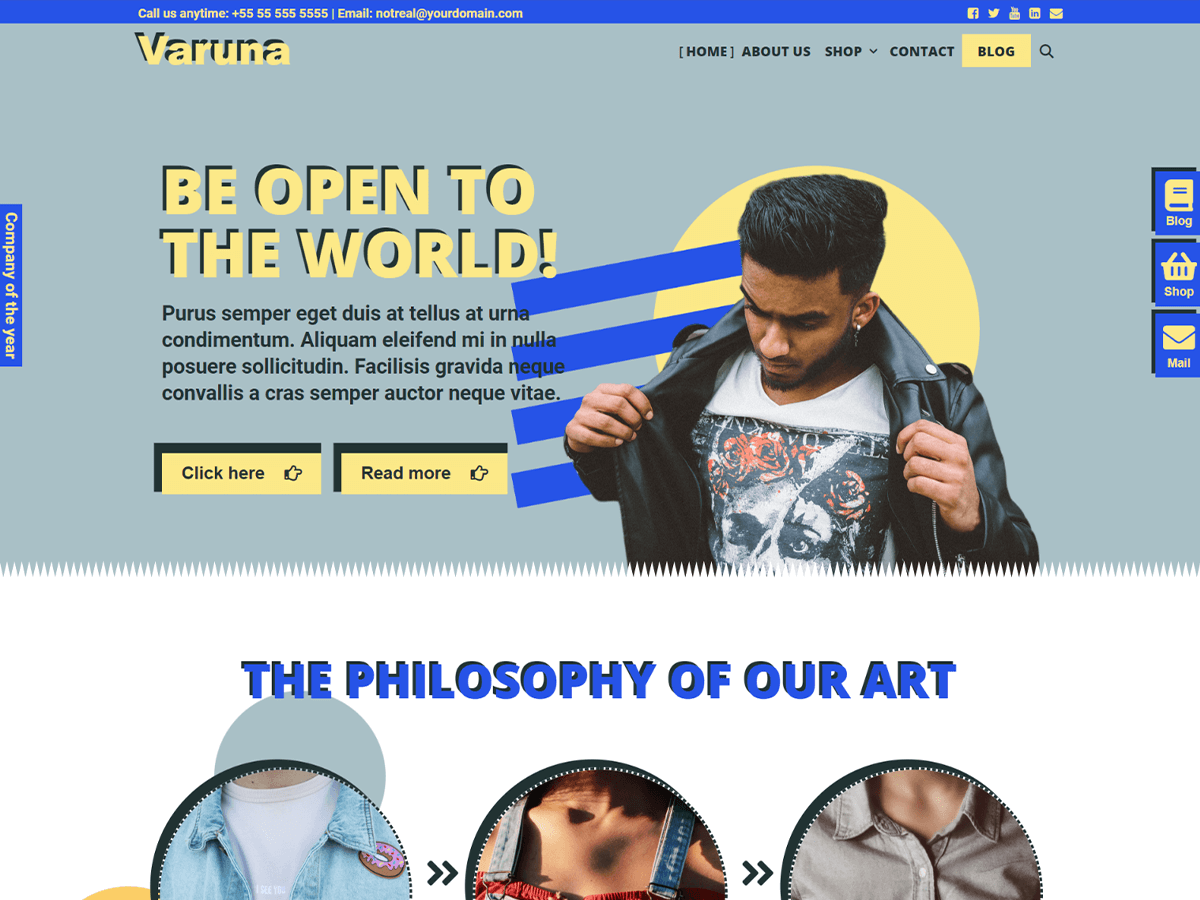 Call us anytime: +55 55 555 5555 | Email: notreal@yourdomain.com
Varuna
[ HOME ] ABOUT US SHOP CONTACT BLOG
BE OPEN TO
THE WORLD!
Purus semper eget duis at tellus at urna
condimentum. Aliquam eleifend mi in nulla
posuere sollicitudin. Facilisis gravida neque
convallis a cras semper auctor neque vitae.
Click here
Read more
Company of the year
Blog
Shop
Mail
THE PHILOSOPHY OF OUR ART